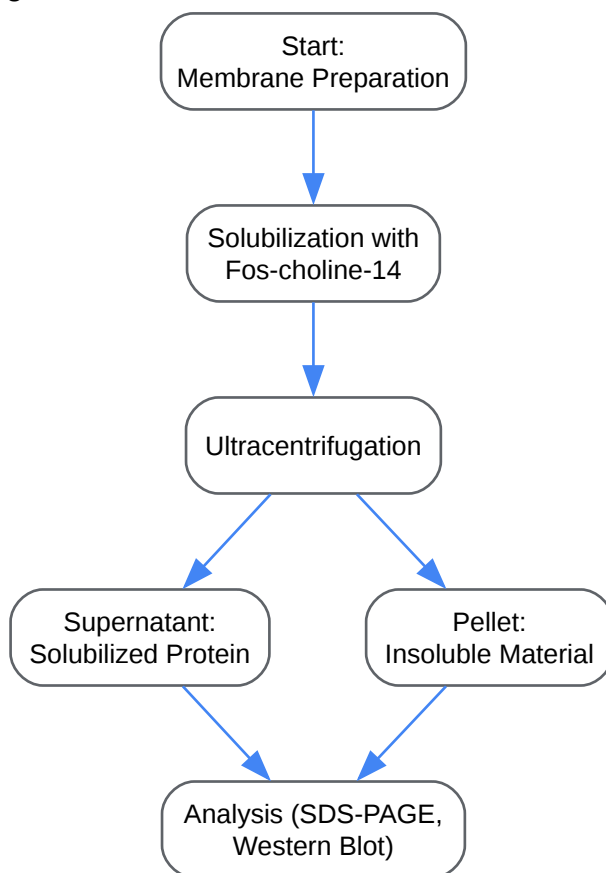 Start:
Membrane Preparation
Solubilization with
Fos-choline-14
Ultracentrifugation
Supernatant:
Solubilized Protein
Pellet:
Insoluble Material
Analysis (SDS-PAGE,
Western Blot)